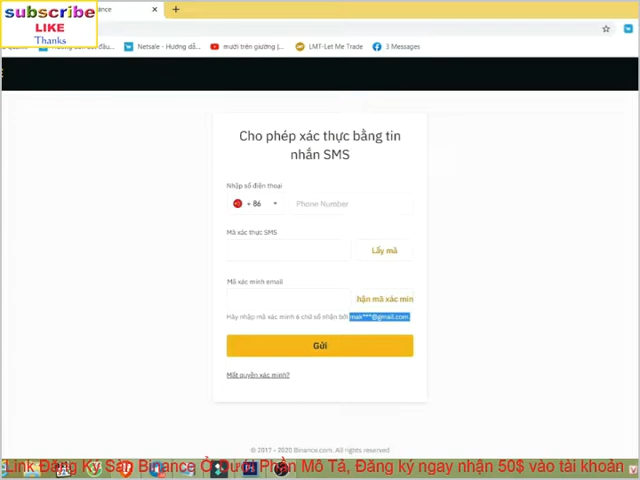 subscribe
LIKE
Thanks
ance
Netsale - Hướng dẫ...
mười trên giường |...
LMT-Let Me Trade
3 Messages
Cho phép xác thực bằng tin
nhắn SMS
Nhập số điện thoại
+ 86
Phone Number
Mã xác thực SMS
Lấy mã
Mã xác minh email
hận mã xác min
Hãy nhập mã xác minh 6 chữ số nhận bởi mak***@gmail.com.
Gửi
Mất quyền xác minh?
© 2017 - 2020 Binance.com. All rights reserved
Link Đăng Ký Sàn Binance Ở Dưới Phần Mô Tả, Đăng ký ngay nhận 50$ vào tài khoản